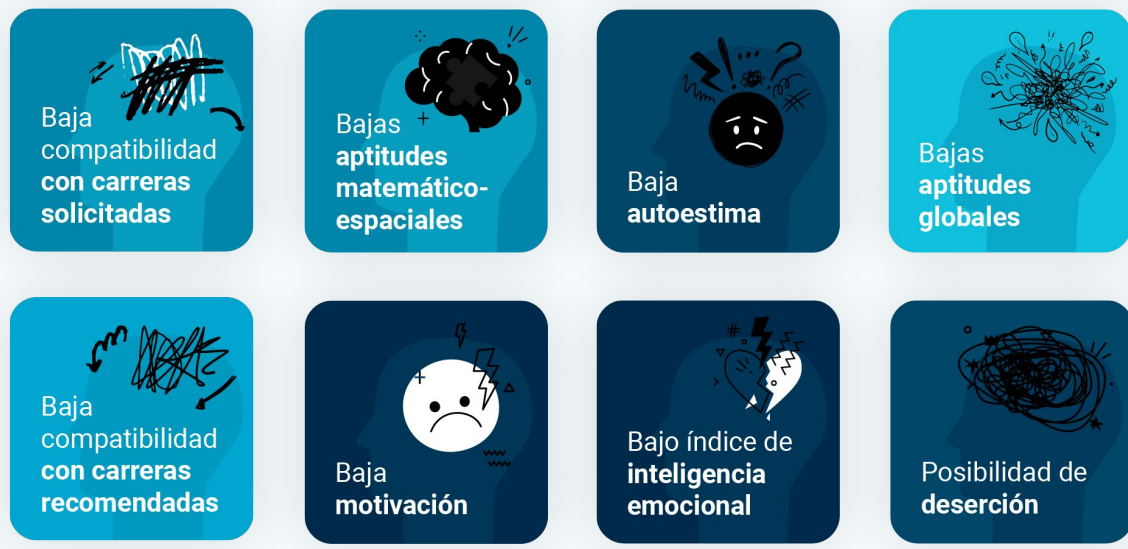 Baja
compatibilidad
con carreras
solicitadas
Bajas
aptitudes
matemático-
espaciales
Baja
autoestima
Bajas
aptitudes
globales
Baja
compatibilidad
con carreras
recomendadas
Baja
motivación
Bajo índice de
inteligencia
emocional
Posibilidad de
deserción